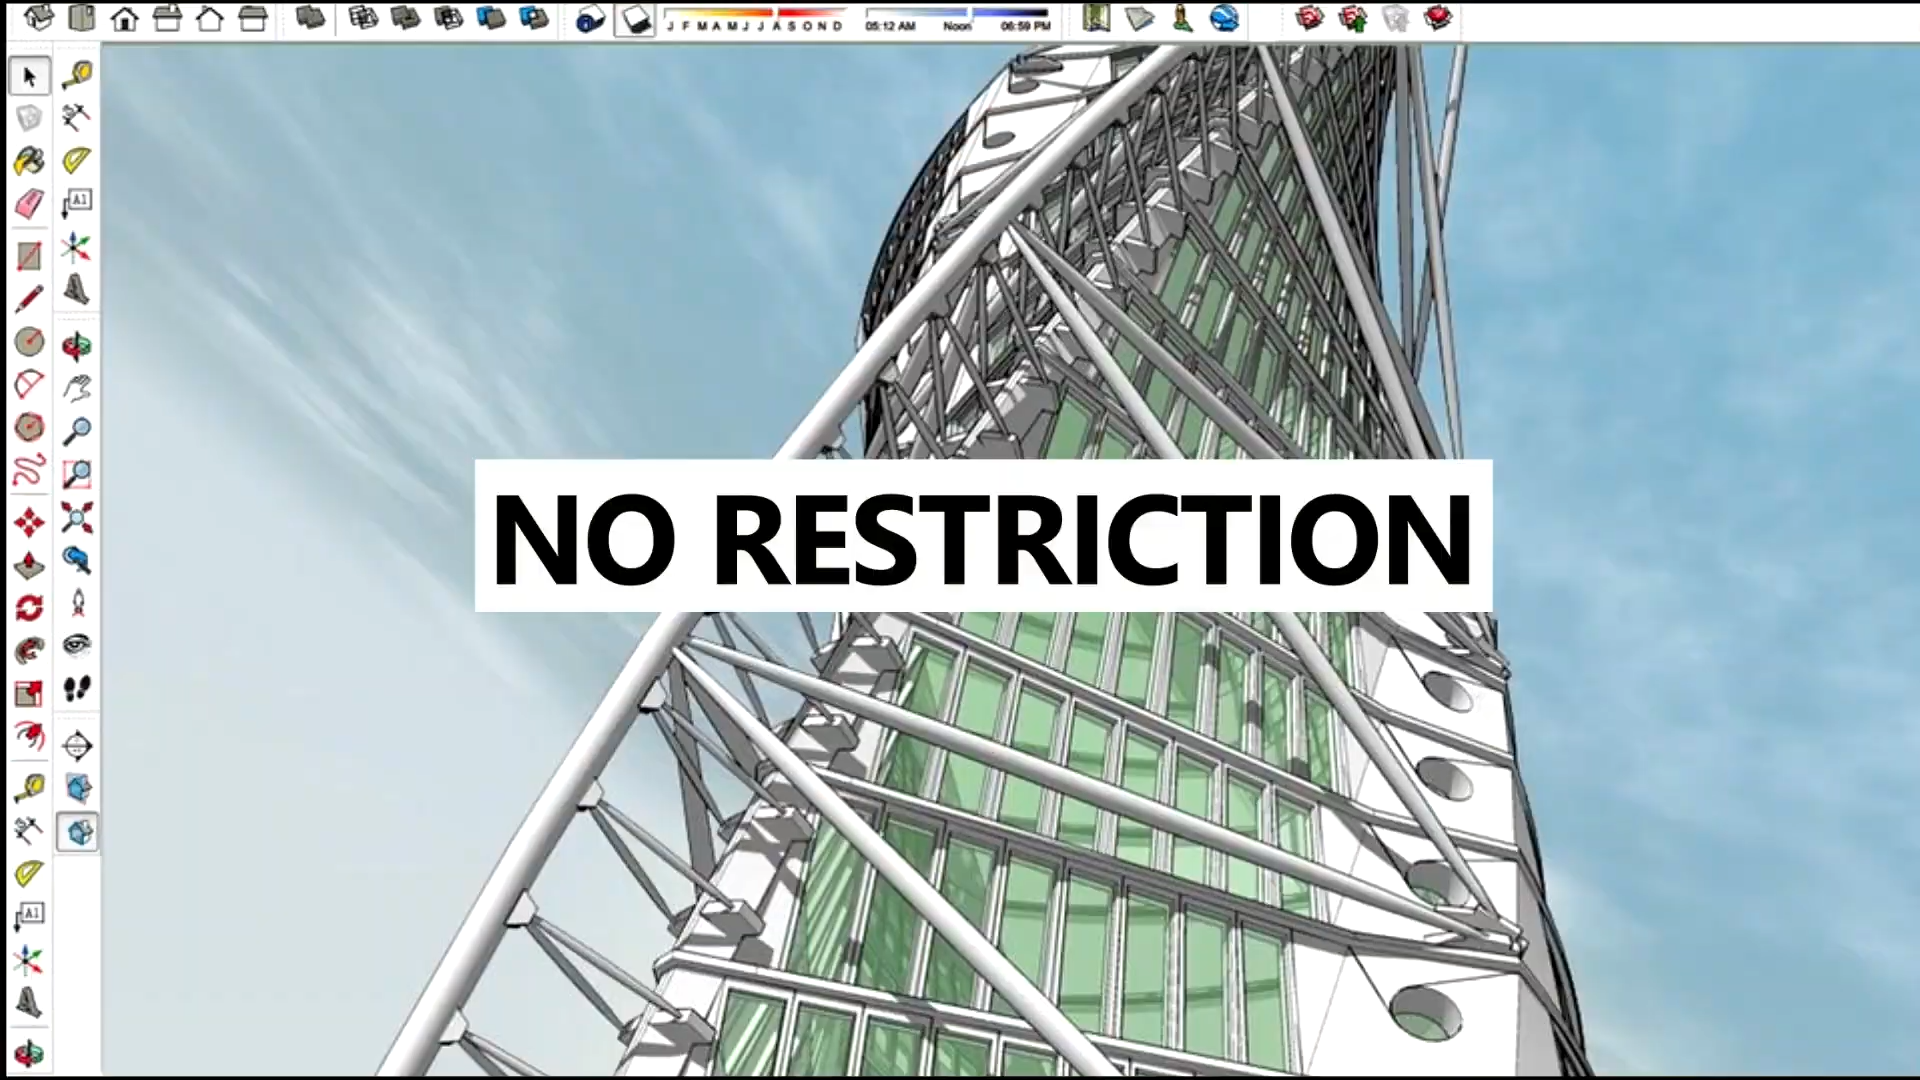 J F M A M J J A S O N D 05:12 AM Noon 06:59 PM
A1
NO RESTRICTION
A1